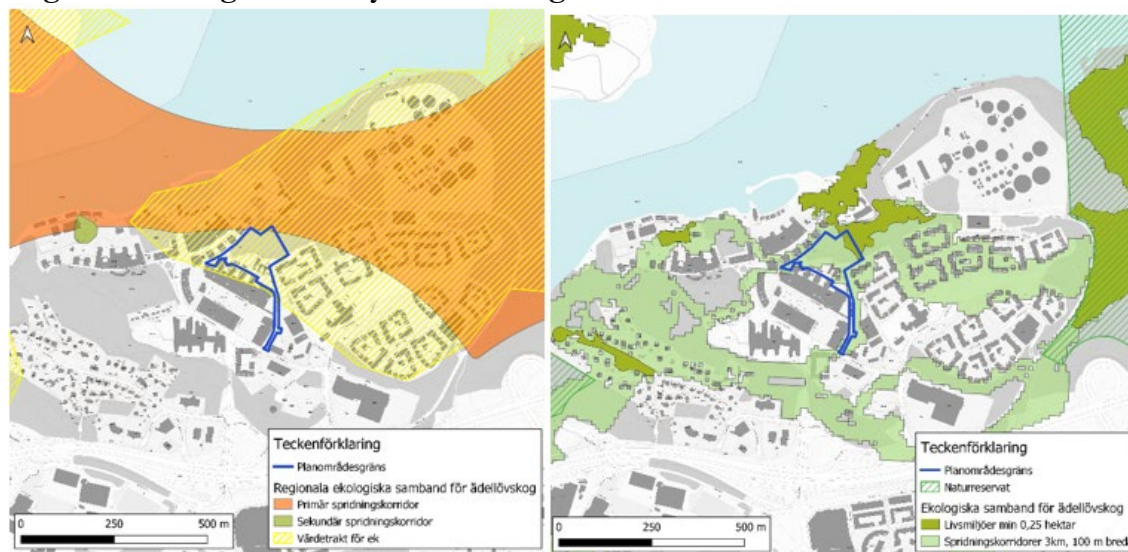 Teckenförklaring
Planområdesgräns
Regionala ekologiska samband för ädellövskog
Primär spridningskorridor
Sekundär spridningskorridor
Värdetrakt för ek
0 250 500 m
Teckenförklaring
Planområdesgräns
Naturreservat
Ekologiska samband för ädellövskog
Livsmiljöer min 0,25 hektar
Spridningskorridorer 3km, 100 m bred
0 250 500 m